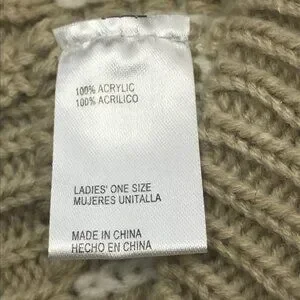 100% ACRYLIC
100% ACRILICO
LADIES' ONE SIZE
MUJERES UNITALLA
MADE IN CHINA
HECHO EN CHINA